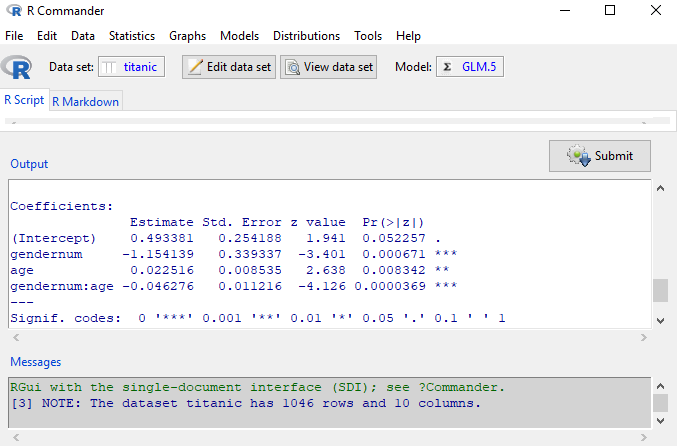 R Commander
File Edit Data Statistics Graphs Models Distributions Tools Help
Data set: titanic Edit data set View data set Model: Σ GLM.5
R Script R Markdown
Submit
Output
Coefficients:
Estimate Std. Error z value Pr(>|z|)
(Intercept) 0.493381 0.254188 1.941 0.052257 .
gendernum -1.154139 0.339337 -3.401 0.000671 ***
age 0.022516 0.008535 2.638 0.008342 **
gendernum:age -0.046276 0.011216 -4.126 0.0000369 ***
---
Signif. codes: 0 '***' 0.001 '**' 0.01 '*' 0.05 '.' 0.1 ' ' 1
Messages
RGui with the single-document interface (SDI); see ?Commander.
[3] NOTE: The dataset titanic has 1046 rows and 10 columns.